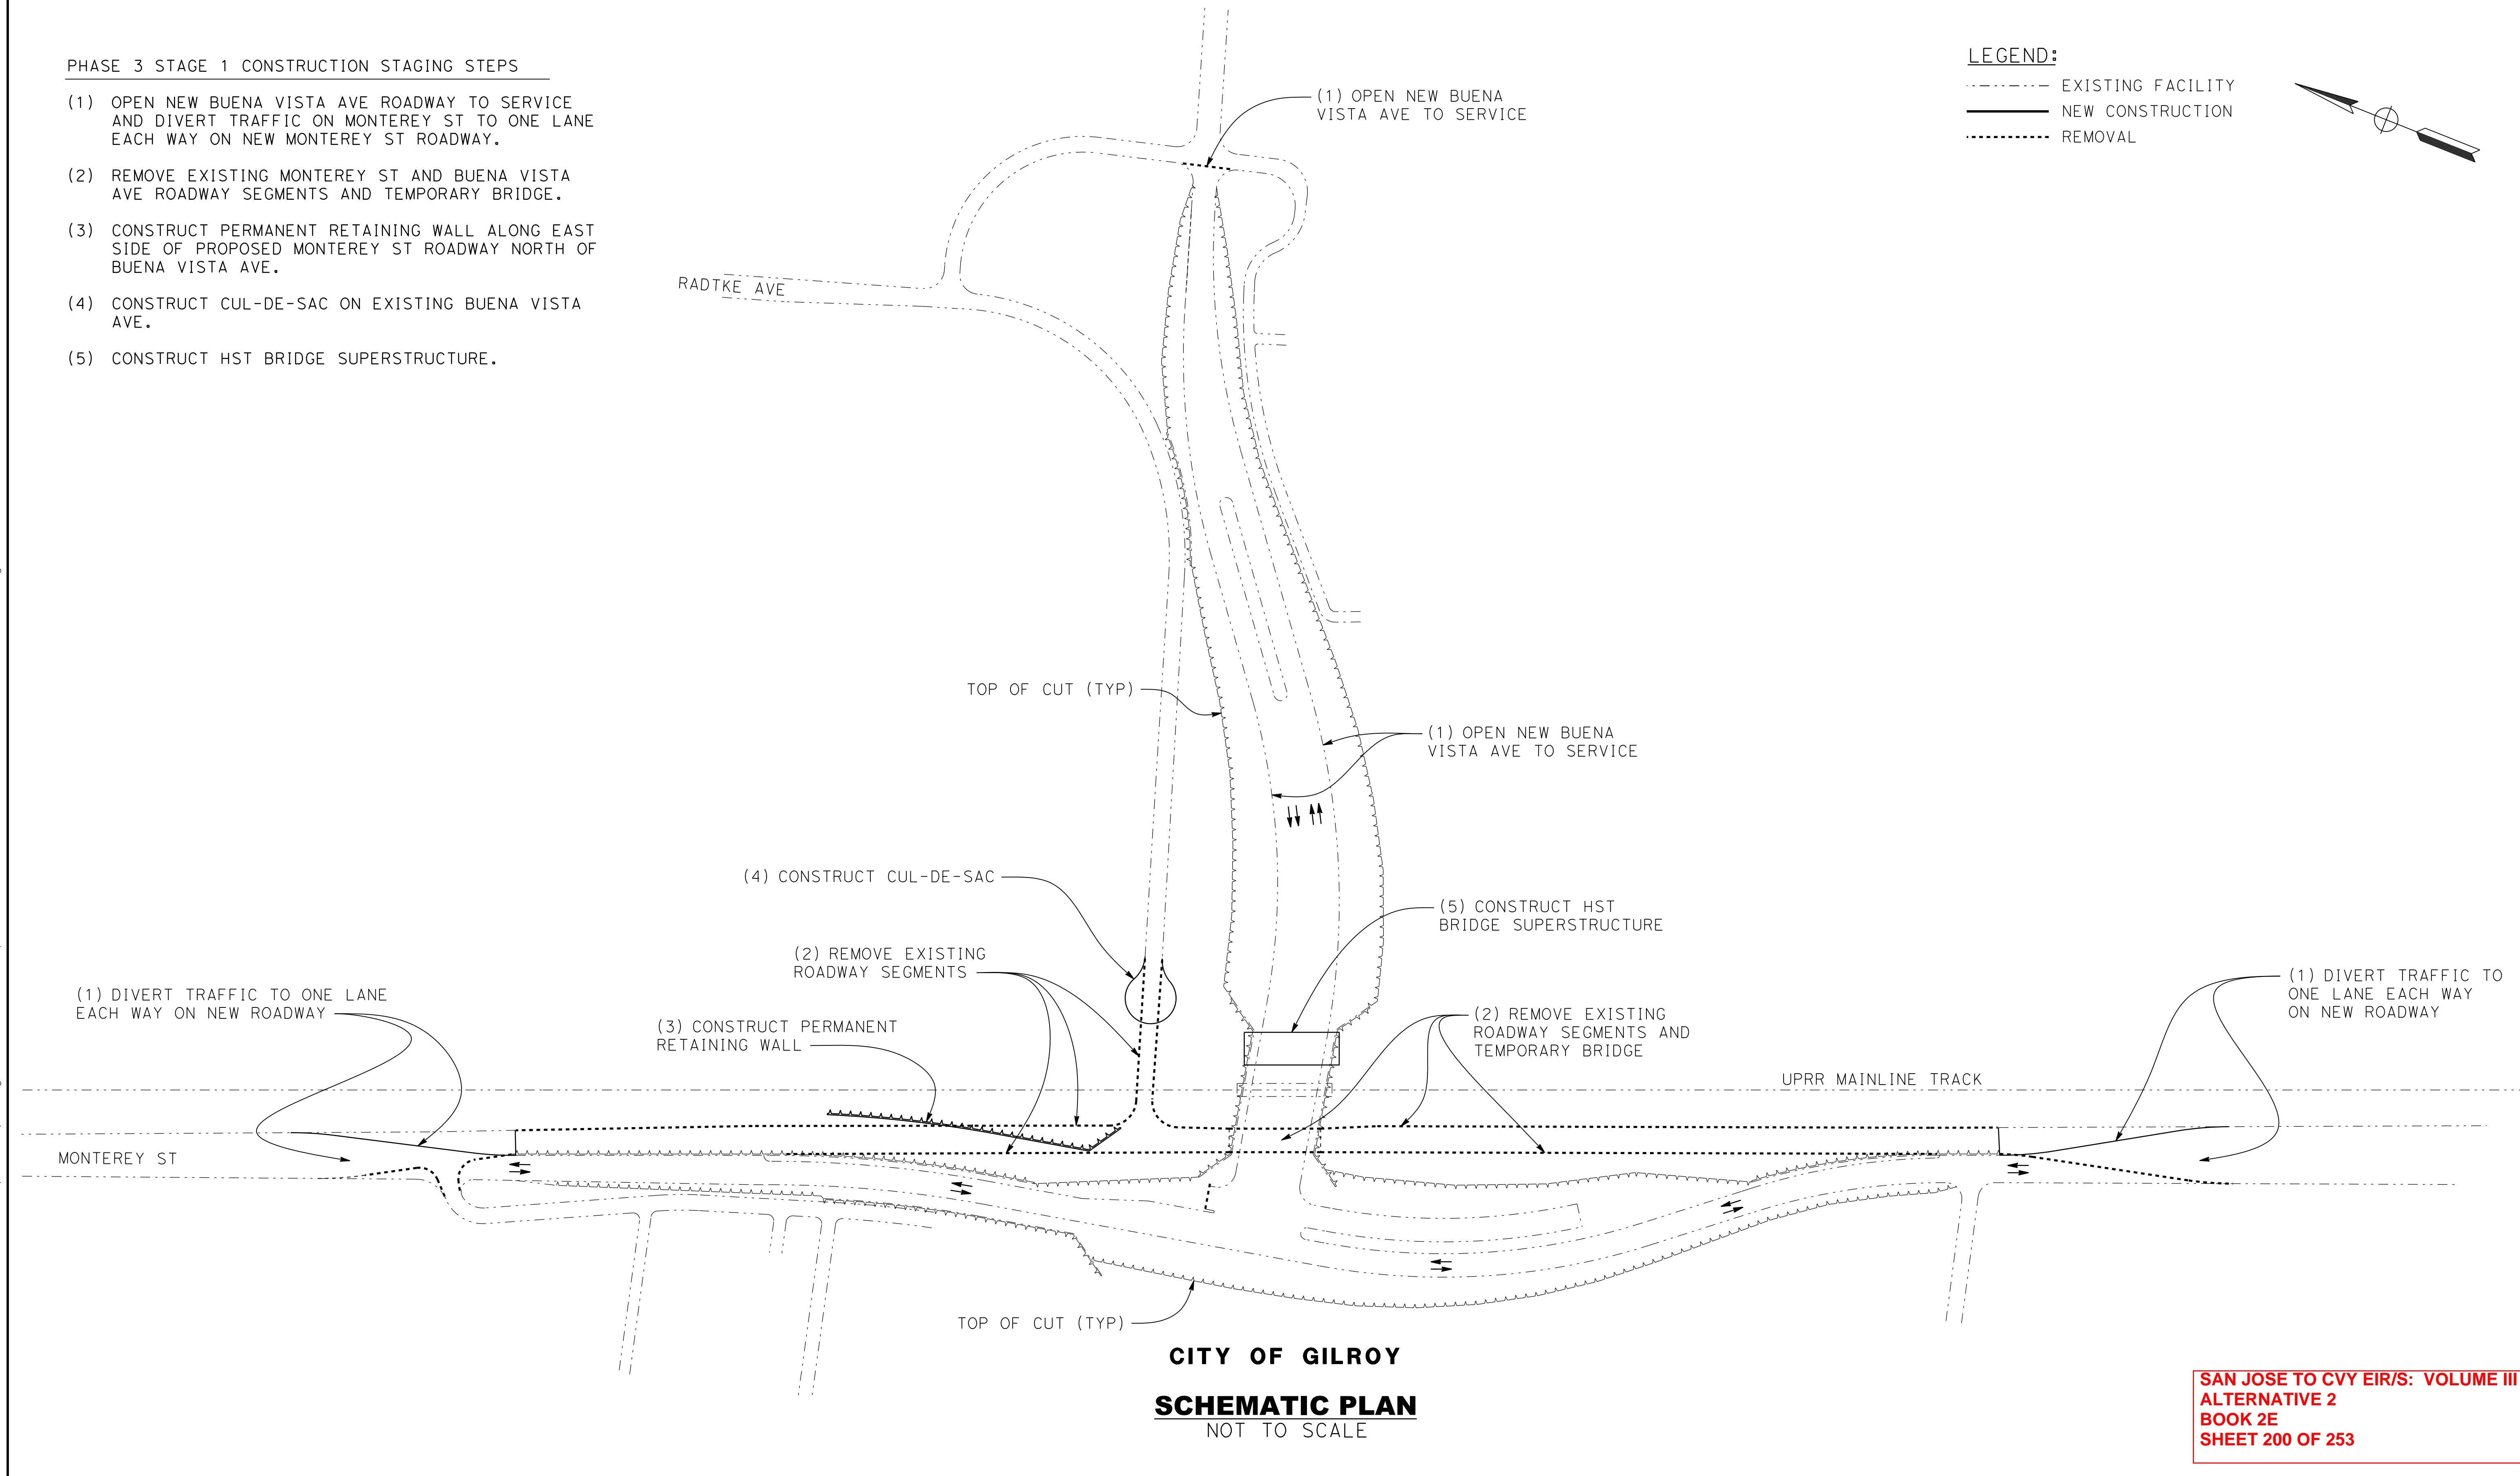 PHASE 3 STAGE 1 CONSTRUCTION STAGING STEPS
(1) OPEN NEW BUENA VISTA AVE ROADWAY TO SERVICE
AND DIVERT TRAFFIC ON MONTEREY ST TO ONE LANE
EACH WAY ON NEW MONTEREY ST ROADWAY.
(2) REMOVE EXISTING MONTEREY ST AND BUENA VISTA
AVE ROADWAY SEGMENTS AND TEMPORARY BRIDGE.
(3) CONSTRUCT PERMANENT RETAINING WALL ALONG EAST
SIDE OF PROPOSED MONTEREY ST ROADWAY NORTH OF
BUENA VISTA AVE.
(4) CONSTRUCT CUL-DE-SAC ON EXISTING BUENA VISTA
AVE.
(5) CONSTRUCT HST BRIDGE SUPERSTRUCTURE.
LEGEND:
EXISTING FACILITY
NEW CONSTRUCTION
REMOVAL
(1) OPEN NEW BUENA
VISTA AVE TO SERVICE
RADTKE AVE
TOP OF CUT (TYP)
(1) OPEN NEW BUENA
VISTA AVE TO SERVICE
(4) CONSTRUCT CUL-DE-SAC
(5) CONSTRUCT HST
BRIDGE SUPERSTRUCTURE
(2) REMOVE EXISTING
ROADWAY SEGMENTS
(1) DIVERT TRAFFIC TO ONE LANE
EACH WAY ON NEW ROADWAY
(3) CONSTRUCT PERMANENT
RETAINING WALL
(2) REMOVE EXISTING
ROADWAY SEGMENTS AND
TEMPORARY BRIDGE
(1) DIVERT TRAFFIC TO
ONE LANE EACH WAY
ON NEW ROADWAY
UPRR MAINLINE TRACK
MONTEREY ST
TOP OF CUT (TYP)
CITY OF GILROY
SCHEMATIC PLAN
NOT TO SCALE
SAN JOSE TO CVY EIR/S: VOLUME III
ALTERNATIVE 2
BOOK 2E
SHEET 200 OF 253